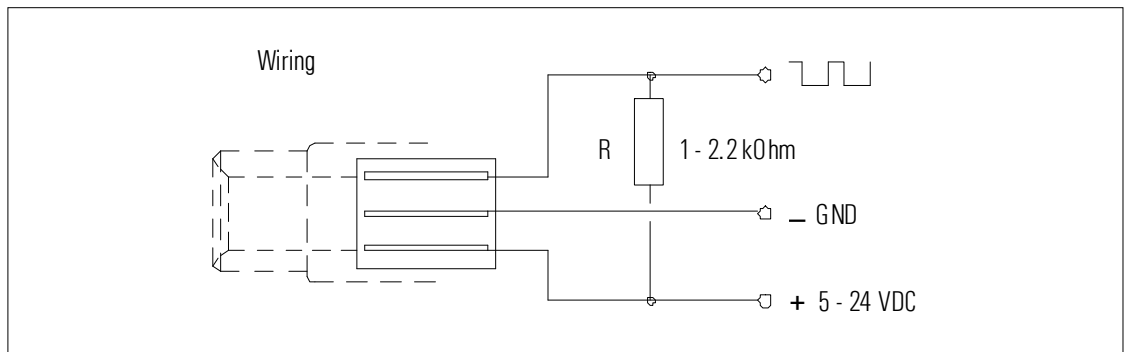 Wiring
R 1 - 2.2 kOhm
– GND
+ 5 - 24 VDC